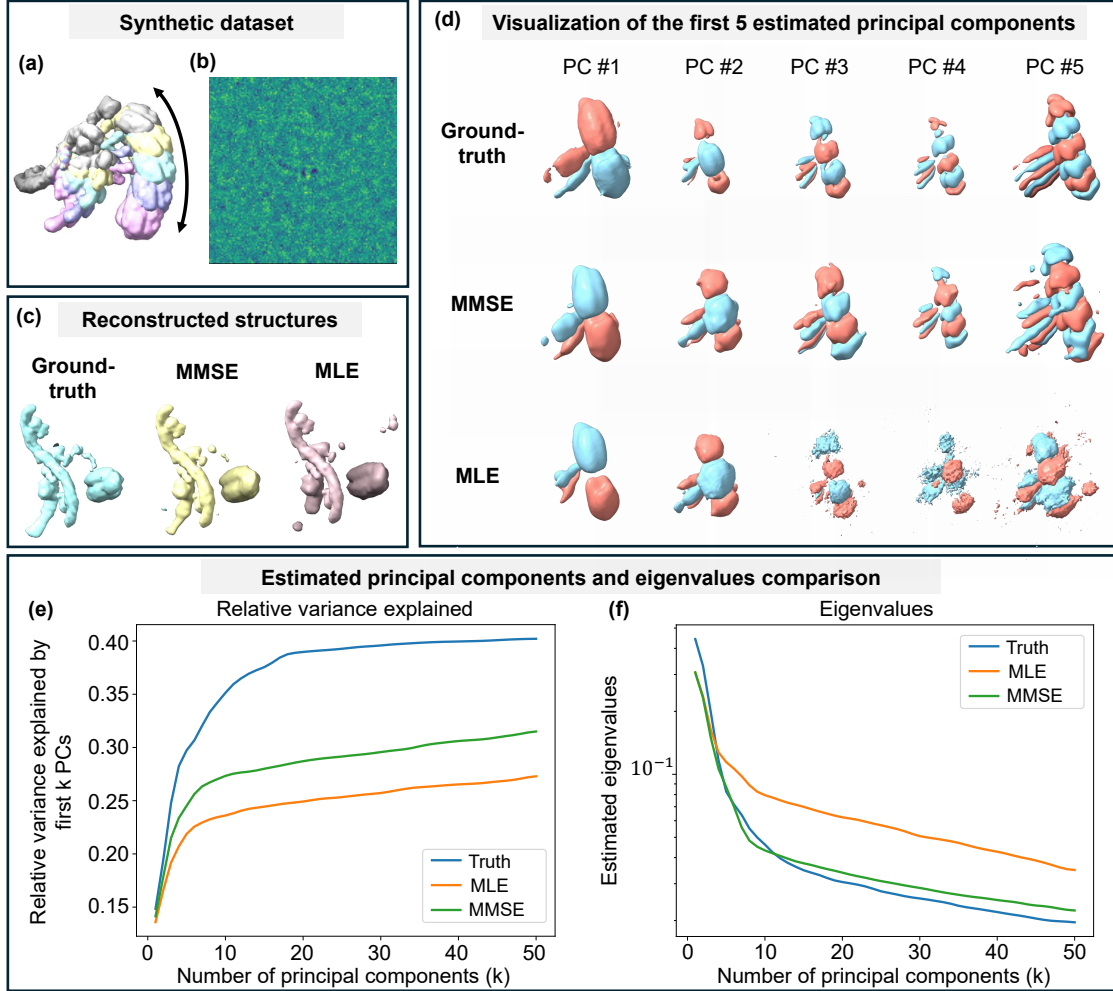 Synthetic dataset
(a)
(b)
(c)
Reconstructed structures
Ground-
truth
MMSE
MLE
(d)
Visualization of the first 5 estimated principal components
PC #1
PC #2
PC #3
PC #4
PC #5
Ground-
truth
MMSE
MLE
Estimated principal components and eigenvalues comparison
(e)
Relative variance explained
Relative variance explained by
first k PCs
0.40
0.35
0.30
0.25
0.20
0.15
Truth
MLE
MMSE
0
10
20
30
40
50
Number of principal components (k)
(f)
Eigenvalues
Estimated eigenvalues
10⁻¹
Truth
MLE
MMSE
0
10
20
30
40
50
Number of principal components (k)